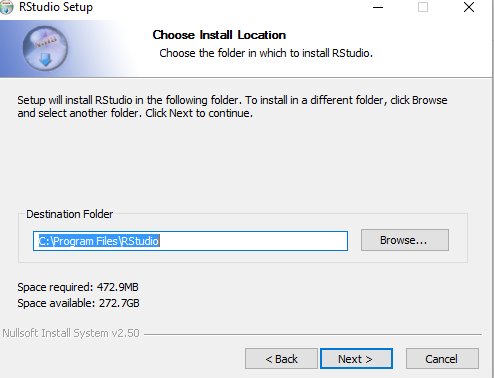 RStudio Setup
Choose Install Location
Choose the folder in which to install RStudio.
Setup will install RStudio in the following folder. To install in a different folder, click Browse
and select another folder. Click Next to continue.
Destination Folder
C:\Program Files\RStudio
Browse...
Space required: 472.9MB
Space available: 272.7GB
Nullsoft Install System v2.50
< Back
Next >
Cancel